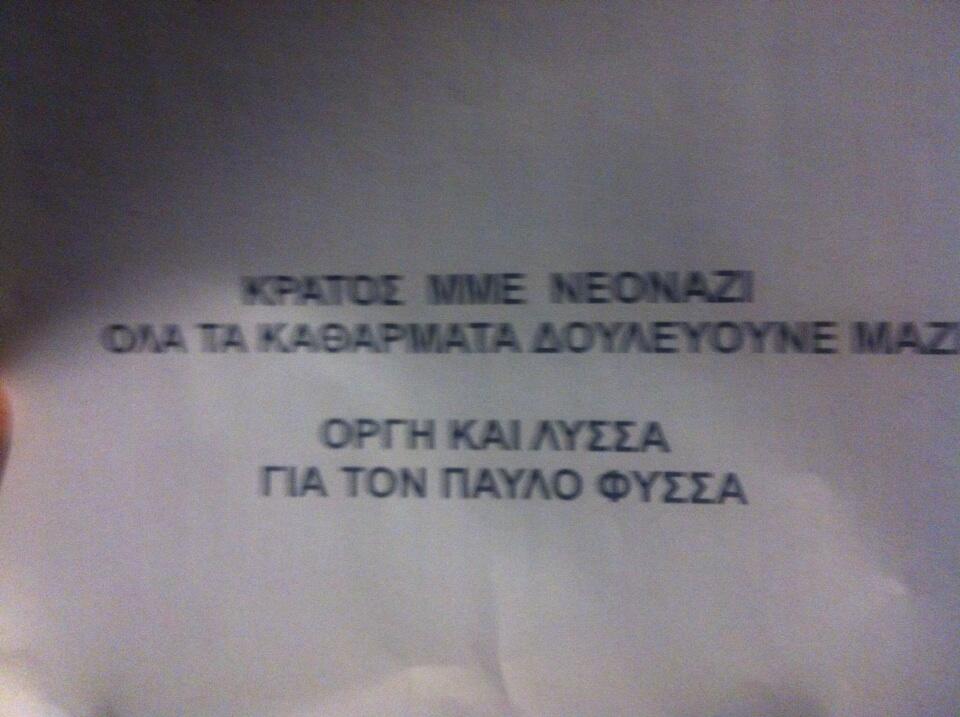 ΚΡΑΤΟΣ ΜΜΕ ΝΕΟΝΑΖΙ
ΟΛΑ ΤΑ ΚΑΘΑΡΜΑΤΑ ΔΟΥΛΕΥΟΥΝΕ ΜΑΖΙ
ΟΡΓΗ ΚΑΙ ΛΥΣΣΑ
ΓΙΑ ΤΟΝ ΠΑΥΛΟ ΦΥΣΣΑ